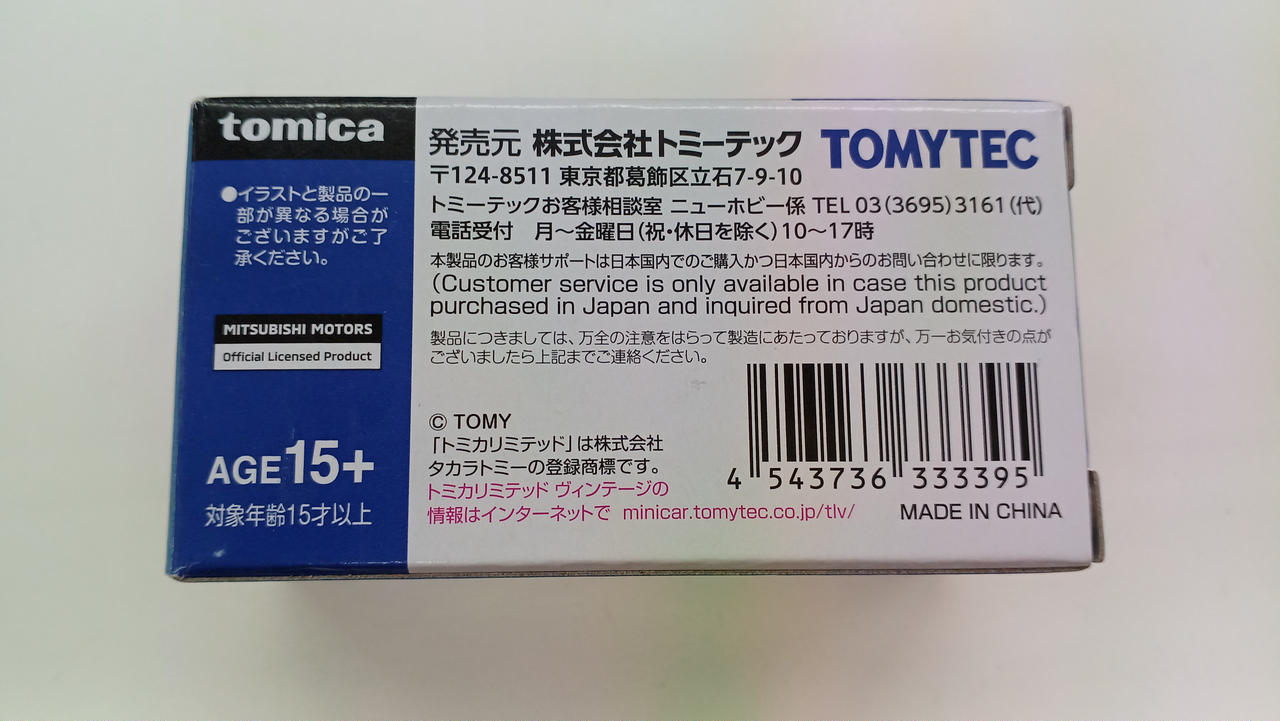 tomica
●イラストと製品の一
部が異なる場合が
ございますがご了
承ください。
MITSUBISHI MOTORS
Official Licensed Product
AGE 15+
対象年齢15才以上
発売元 株式会社トミーテック TOMYTEC
〒124-8511 東京都葛飾区立石7-9-10
トミーテックお客様相談室 ニューホビー係 TEL 03(3695)3161(代)
電話受付 月〜金曜日(祝・休日を除く)10〜17時
本製品のお客様サポートは日本国内でのご購入かつ日本国内からのお問い合わせに限ります。
(Customer service is only available in case this product
purchased in Japan and inquired from Japan domestic.)
製品につきましては、万全の注意をはらって製造にあたっておりますが、万一お気付きの点が
ございましたら上記までご連絡ください。
© TOMY
「トミカリミテッド」は株式会社
タカラトミーの登録商標です。
トミカリミテッド ヴィンテージの
情報はインターネットで minicar.tomytec.co.jp/tlv/
4 543736 333395
MADE IN CHINA